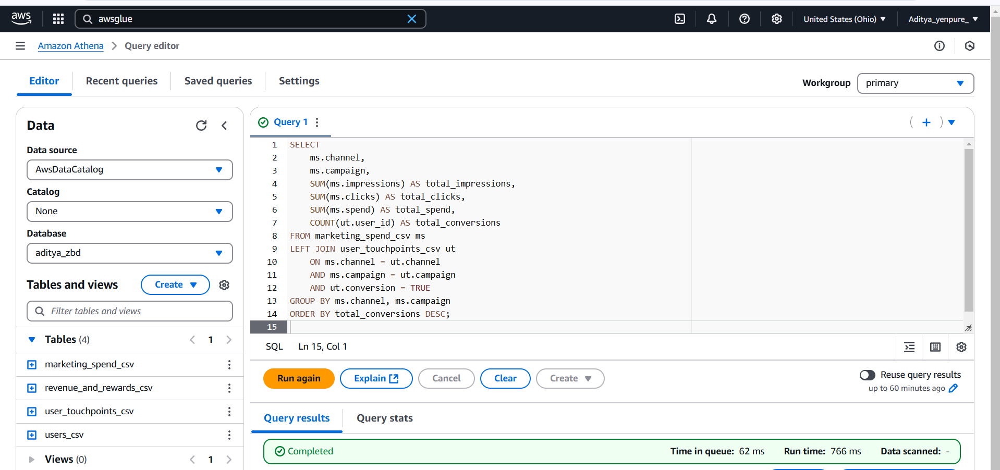 aws
awsglue
United States (Ohio)
Aditya_yenpure_
Amazon Athena
Query editor
Editor
Recent queries
Saved queries
Settings
Workgroup
primary
Data
Data source
AwsDataCatalog
Catalog
None
Database
aditya_zbd
Tables and views
Create
Filter tables and views
Tables (4)
1
marketing_spend_csv
revenue_and_rewards_csv
user_touchpoints_csv
users_csv
Views (0)
1
Query 1
1 SELECT
2 ms.channel,
3 ms.campaign,
4 SUM(ms.impressions) AS total_impressions,
5 SUM(ms.clicks) AS total_clicks,
6 SUM(ms.spend) AS total_spend,
7 COUNT(ut.user_id) AS total_conversions
8 FROM marketing_spend_csv ms
9 LEFT JOIN user_touchpoints_csv ut
10 ON ms.channel = ut.channel
11 AND ms.campaign = ut.campaign
12 AND ut.conversion = TRUE
13 GROUP BY ms.channel, ms.campaign
14 ORDER BY total_conversions DESC;
15
SQL Ln 15, Col 1
Run again
Explain
Cancel
Clear
Create
Reuse query results
up to 60 minutes ago
Query results
Query stats
Completed
Time in queue: 62 ms
Run time: 766 ms
Data scanned: -